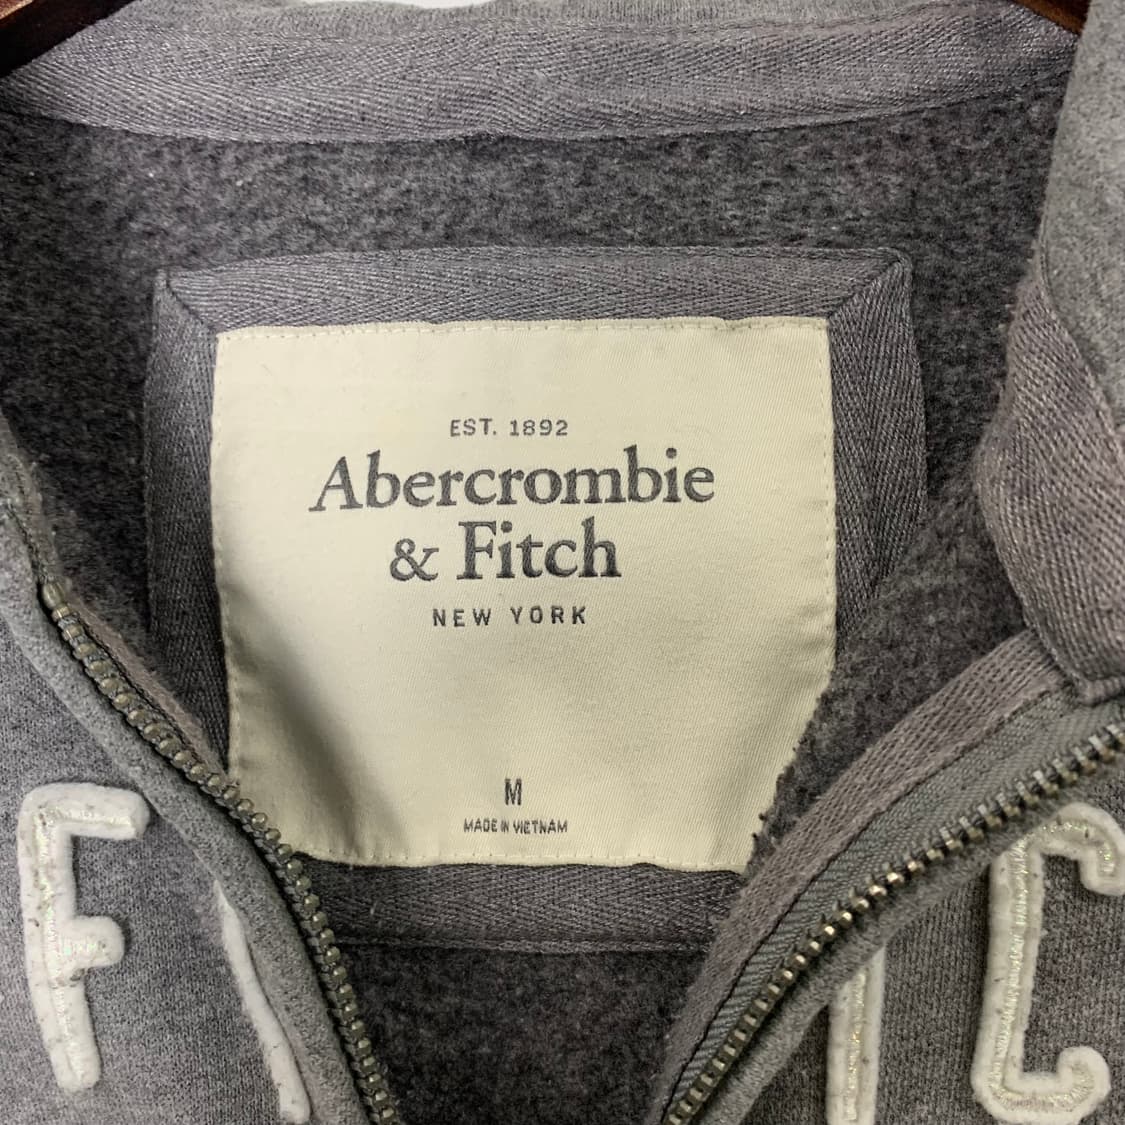 EST. 1892
Abercrombie
& Fitch
NEW YORK
M
MADE IN VIETNAM
F I C